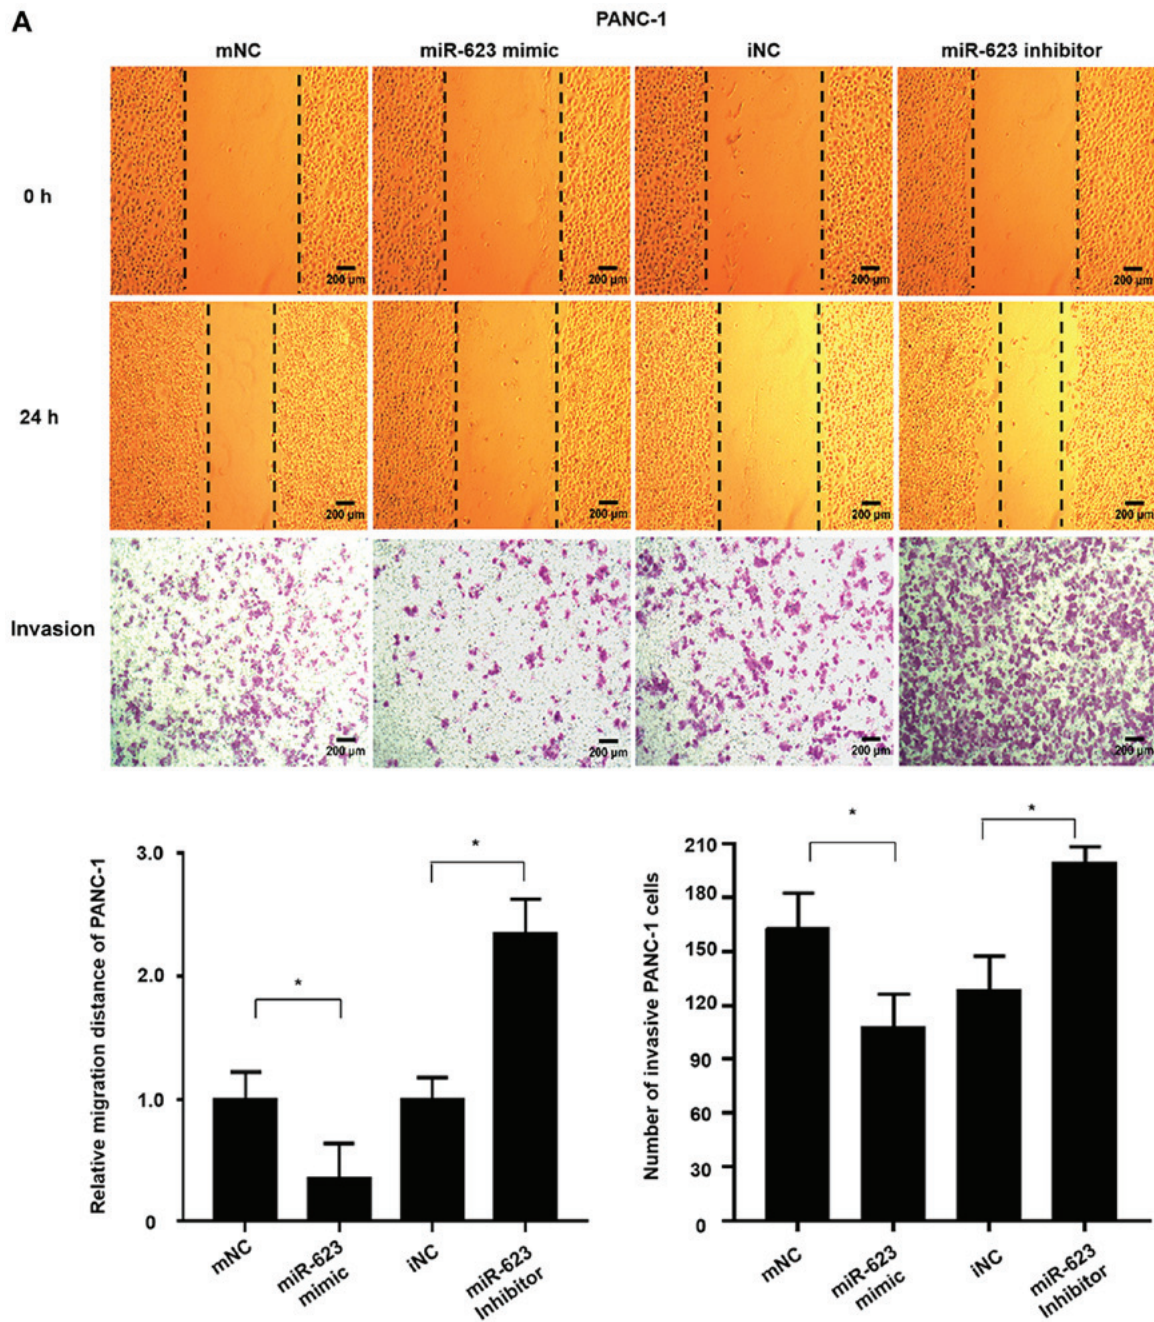 A
PANC-1
mNC miR-623 mimic iNC miR-623 inhibitor
0 h
200 µm 200 µm 200 µm 200 µm
24 h
200 µm 200 µm 200 µm 200 µm
Invasion
200 µm 200 µm 200 µm 200 µm
Relative migration distance of PANC-1
3.0
2.0
1.0
0
* *
mNC
miR-623
mimic
iNC
miR-623
Inhibitor
Number of invasive PANC-1 cells
210
180
150
120
90
60
30
0
* *
mNC
miR-623
mimic
iNC
miR-623
Inhibitor